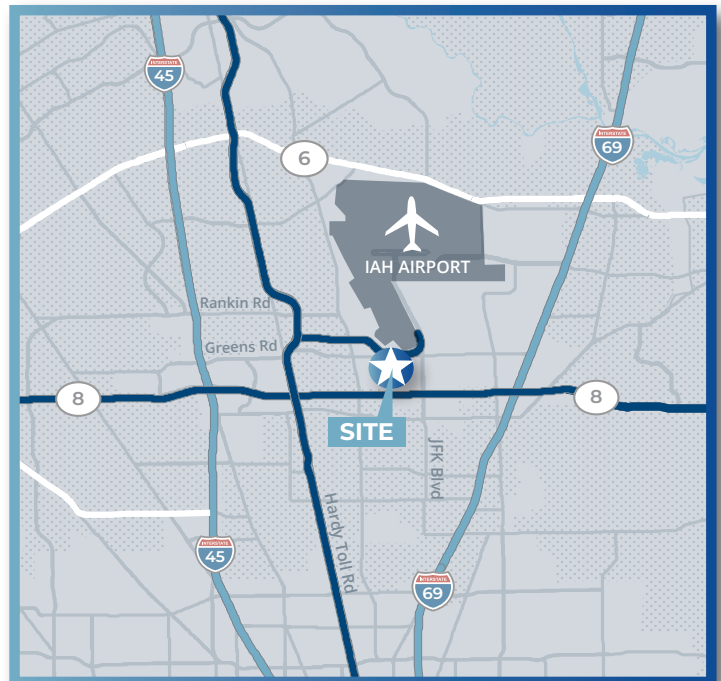 INTERSTATE
45
INTERSTATE
69
6
IAH AIRPORT
Rankin Rd
Greens Rd
8
8
SITE
JFK Blvd
Hardy Toll Rd
INTERSTATE
45
INTERSTATE
69